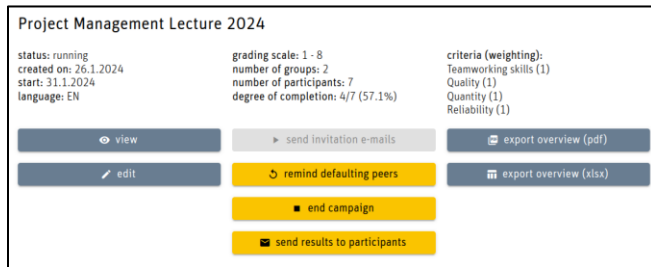 Project Management Lecture 2024
status: running
created on: 26.1.2024
start: 31.1.2024
language: EN
grading scale: 1 - 8
number of groups: 2
number of participants: 7
degree of completion: 4/7 (57.1%)
criteria (weighting):
Teamworking skills (1)
Quality (1)
Quantity (1)
Reliability (1)
view
send invitation e-mails
export overview (pdf)
edit
remind defaulting peers
export overview (xlsx)
end campaign
send results to participants